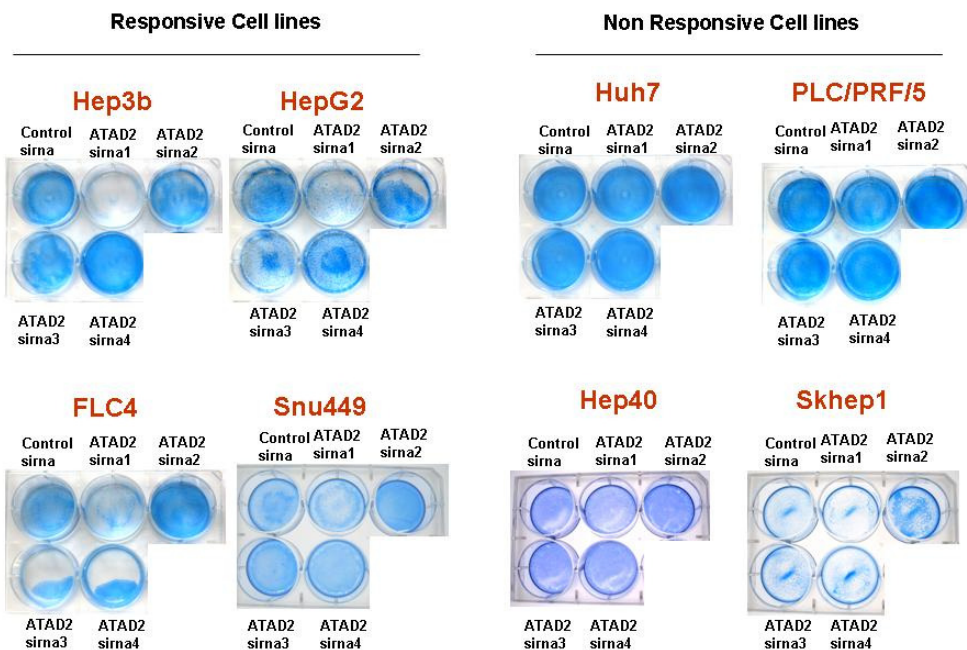 Responsive Cell lines
Non Responsive Cell lines
Hep3b
Control
sirna
ATAD2
sirna1
ATAD2
sirna2
ATAD2
sirna3
ATAD2
sirna4
HepG2
Control
sirna
ATAD2
sirna1
ATAD2
sirna2
ATAD2
sirna3
ATAD2
sirna4
Huh7
Control
sirna
ATAD2
sirna1
ATAD2
sirna2
ATAD2
sirna3
ATAD2
sirna4
PLC/PRF/5
Control
sirna
ATAD2
sirna1
ATAD2
sirna2
ATAD2
sirna3
ATAD2
sirna4
FLC4
Control
sirna
ATAD2
sirna1
ATAD2
sirna2
ATAD2
sirna3
ATAD2
sirna4
Snu449
Control
sirna
ATAD2
sirna1
ATAD2
sirna2
ATAD2
sirna3
ATAD2
sirna4
Hep40
Control
sirna
ATAD2
sirna1
ATAD2
sirna2
ATAD2
sirna3
ATAD2
sirna4
Skhep1
Control
sirna
ATAD2
sirna1
ATAD2
sirna2
ATAD2
sirna3
ATAD2
sirna4